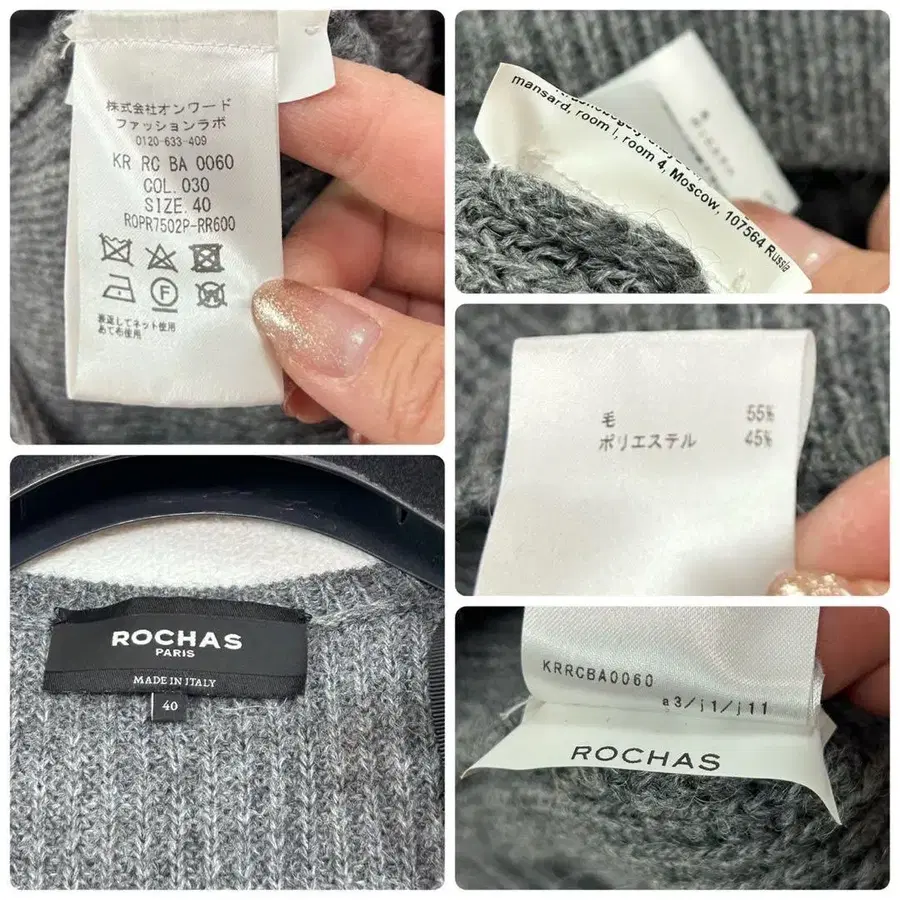 株式会社オンワード
ファッションラボ
0120-633-409
KR RC BA 0060
COL. 030
SIZE. 40
ROPR7502P-RR600
裏返してネット使用
あて布使用
mansard, room I, room 4, Moscow, 107564 Russia
毛 55%
ポリエステル 45%
ROCHAS
PARIS
MADE IN ITALY
40
KRRCBA0060
a3/j1/j11
ROCHAS